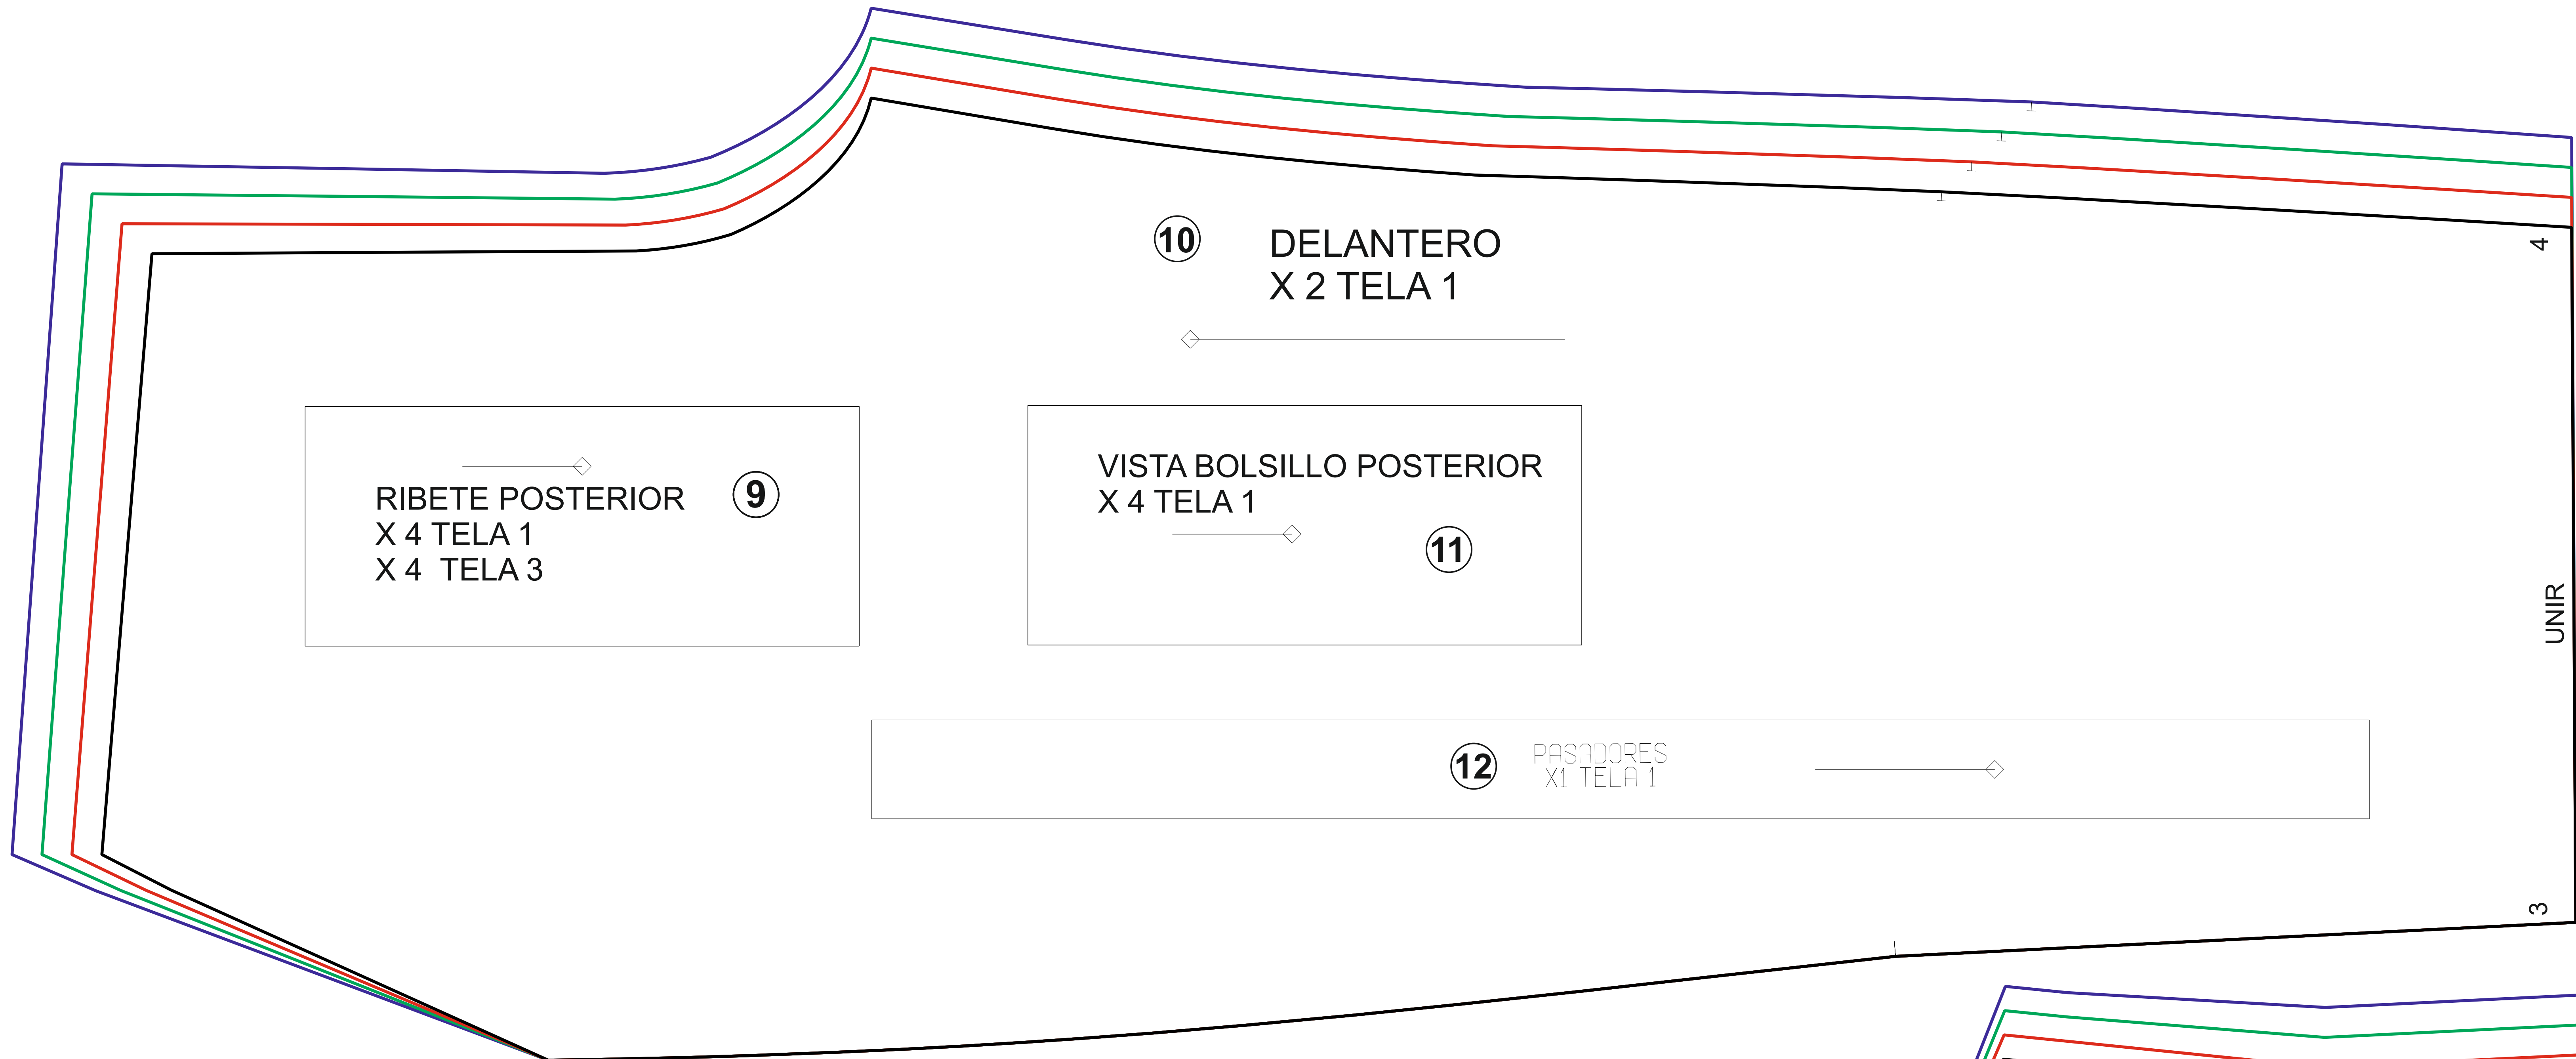 10
DELANTERO
X 2 TELA 1
4
RIBETE POSTERIOR
X 4 TELA 1
X 4 TELA 3
9
VISTA BOLSILLO POSTERIOR
X 4 TELA 1
11
UNIR
12
PASADORES
X1 TELA 1
3